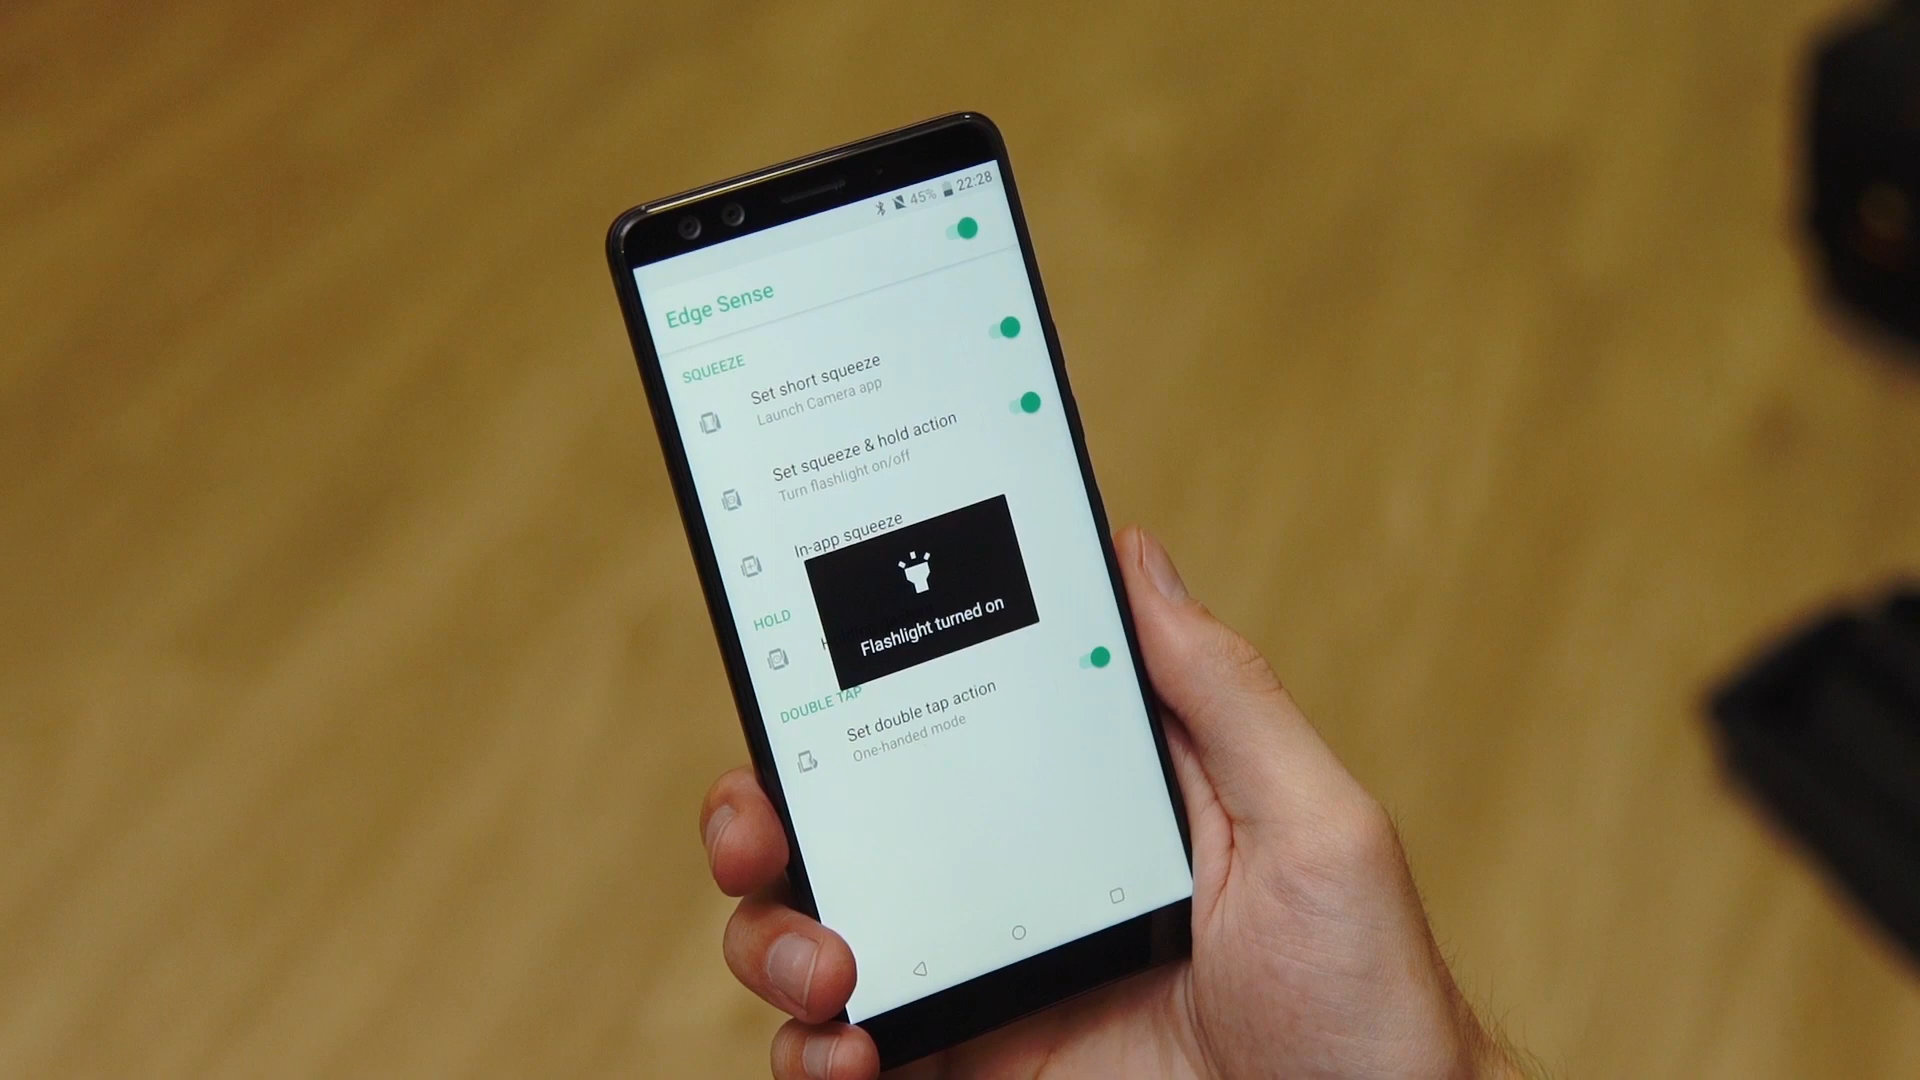 45% 22:28
Edge Sense
SQUEEZE
Set short squeeze
Launch Camera app
Set squeeze & hold action
Turn flashlight on/off
In-app squeeze
HOLD
Flashlight turned on
DOUBLE TAP
Set double tap action
One-handed mode